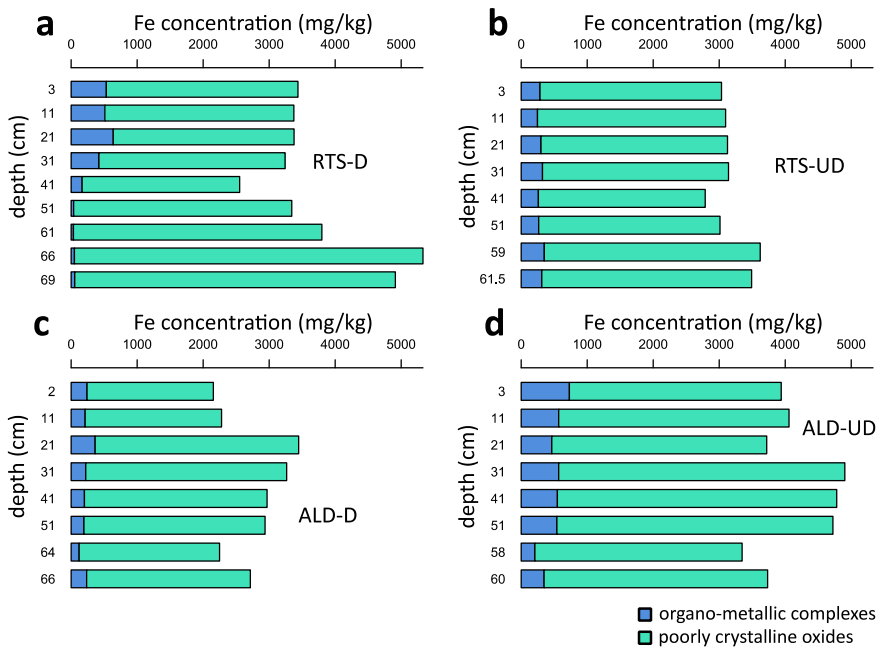 a
Fe concentration (mg/kg)
0 1000 2000 3000 4000 5000
depth (cm)
3
11
21
31
41
51
61
66
69
RTS-D
b
Fe concentration (mg/kg)
0 1000 2000 3000 4000 5000
depth (cm)
3
11
21
31
41
51
59
61.5
RTS-UD
c
Fe concentration (mg/kg)
0 1000 2000 3000 4000 5000
depth (cm)
2
11
21
31
41
51
64
66
ALD-D
d
Fe concentration (mg/kg)
0 1000 2000 3000 4000 5000
depth (cm)
3
11
21
31
41
51
58
60
ALD-UD
organo-metallic complexes
poorly crystalline oxides